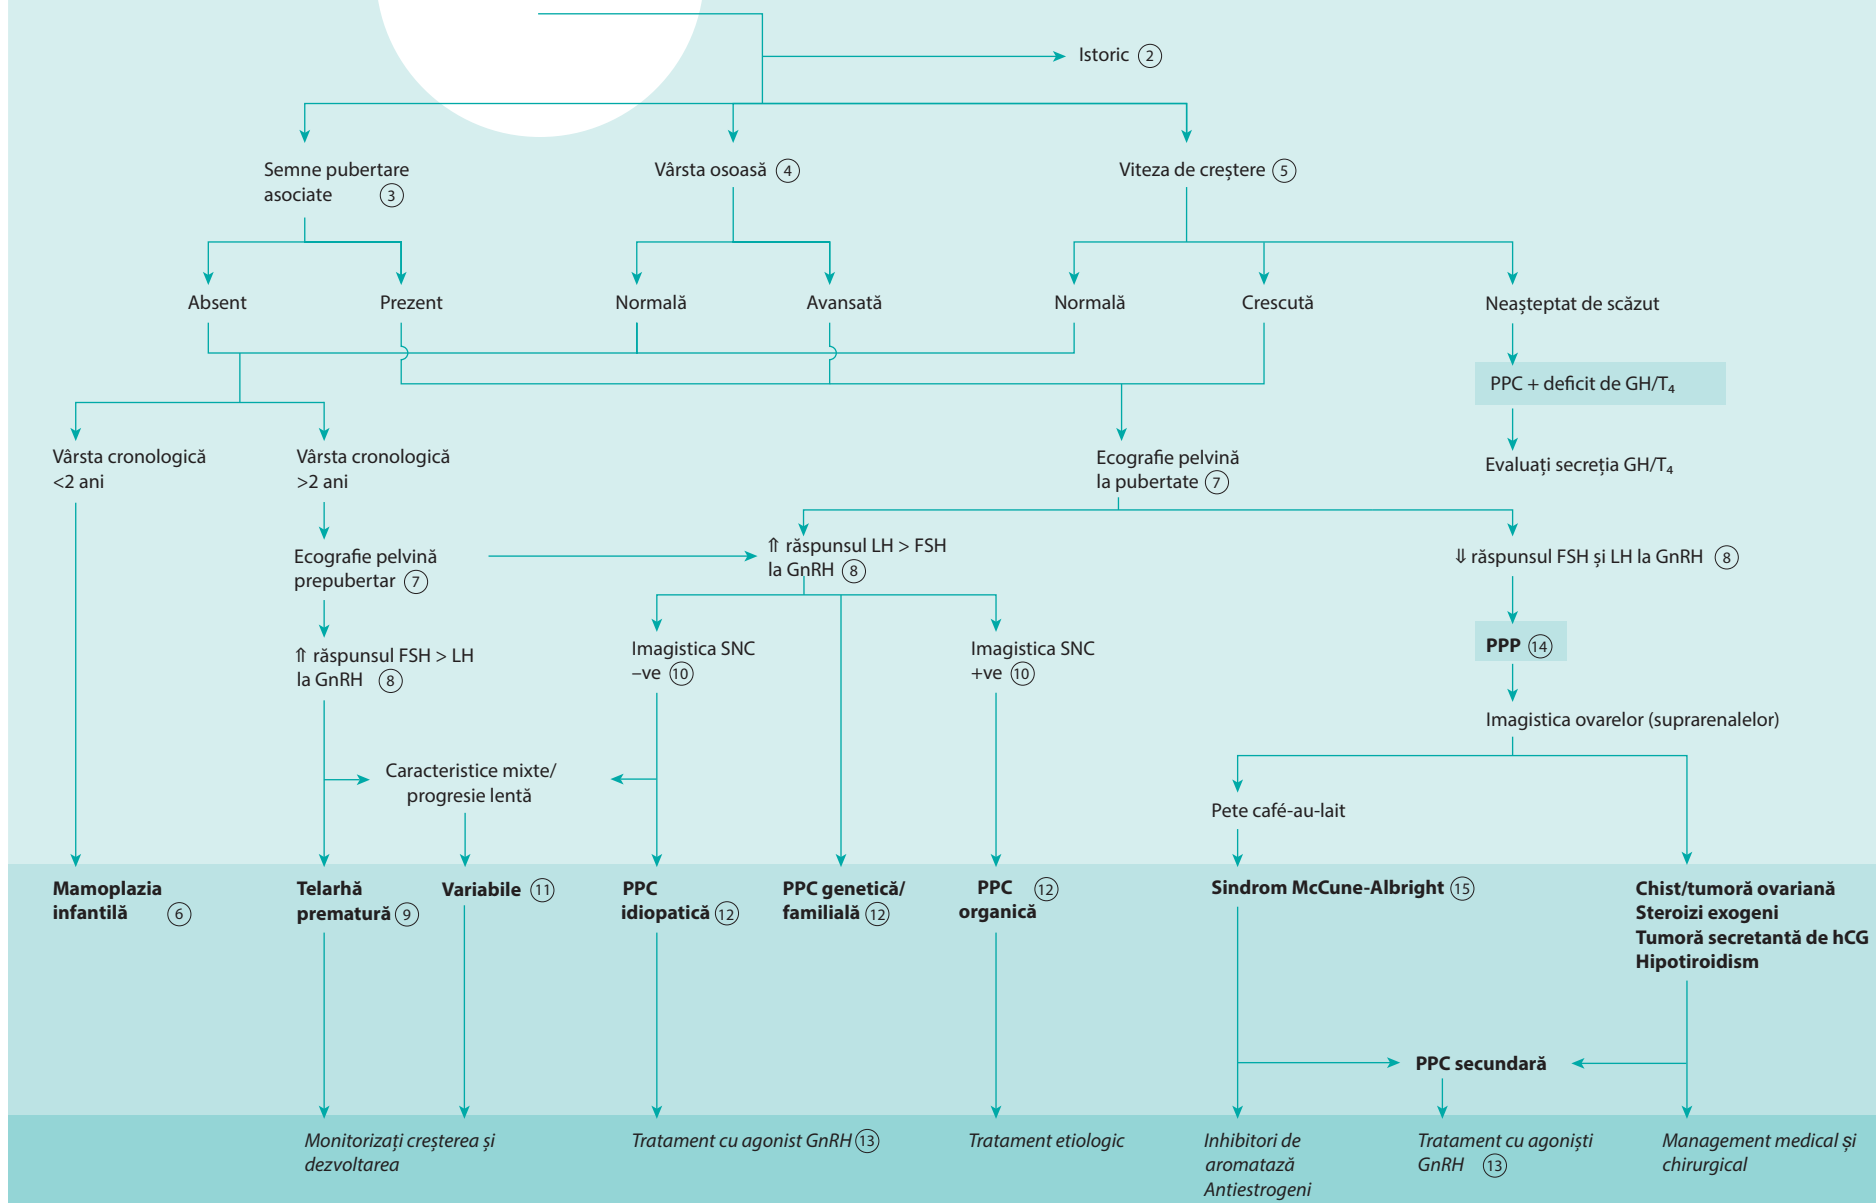 Istoric 2
Semne pubertare
asociate 3
Vârsta osoasă 4
Viteza de creștere 5
Absent
Prezent
Normală
Avansată
Normală
Crescută
Neașteptat de scăzut
PPC + deficit de GH/T₄
Evaluați secreția GH/T₄
Vârsta cronologică
<2 ani
Vârsta cronologică
>2 ani
Ecografie pelvină
la pubertate 7
Ecografie pelvină
prepubertar 7
⇑ răspunsul LH > FSH
la GnRH 8
⇓ răspunsul FSH și LH la GnRH 8
⇑ răspunsul FSH > LH
la GnRH 8
Imagistica SNC
–ve 10
Imagistica SNC
+ve 10
PPP 14
Imagistica ovarelor (suprarenalelor)
Caracteristice mixte/
progresie lentă
Pete café-au-lait
Mamoplazia
infantilă 6
Telarhă
prematură 9
Variabile 11
PPC
idiopatică 12
PPC genetică/
familială 12
PPC 12
organică
Sindrom McCune-Albright 15
Chist/tumoră ovariană
Steroizi exogeni
Tumoră secretantă de hCG
Hipotiroidism
PPC secundară
Monitorizați creșterea și
dezvoltarea
Tratament cu agonist GnRH 13
Tratament etiologic
Inhibitori de
aromatază
Antiestrogeni
Tratament cu agoniști
GnRH 13
Management medical și
chirurgical